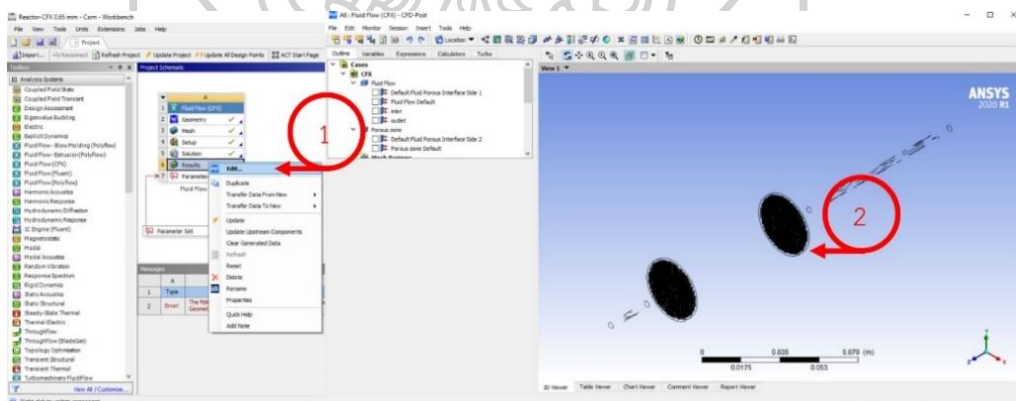 Reactor-CFX 0.65 mm - Com - Workbench
File View Tools Units Extensions Jobs Help
Project
Import... Reconnect Refresh Project Update Project Update All Design Points ACT Start Page
Toolbox
Analysis Systems
Coupled Field Static
Coupled Field Transient
Design Assessment
Eigenvalue Buckling
Electric
Explicit Dynamics
Fluid Flow - Blow Molding (Polyflow)
Fluid Flow - Extrusion (Polyflow)
Fluid Flow (CFX)
Fluid Flow (Fluent)
Fluid Flow (Polyflow)
Harmonic Acoustics
Harmonic Response
Hydrodynamic Diffraction
Hydrodynamic Response
IC Engine (Fluent)
Magnetostatic
Modal
Modal Acoustics
Random Vibration
Response Spectrum
Rigid Dynamics
Static Acoustics
Static Structural
Steady-State Thermal
Thermal-Electric
Throughflow
Throughflow (BladeGen)
Topology Optimization
Transient Structural
Transient Thermal
Turbomachinery Fluid Flow
View All / Customize...
Project Schematic
A
1 Fluid Flow (CFX)
2 Geometry
3 Mesh
4 Setup
5 Solution
6 Results
7 Parameter
Fluid Flow
Parameter Set
Edit...
Duplicate
Transfer Data From New
Transfer Data To New
Update
Update Upstream Components
Clear Generated Data
Refresh
Reset
Delete
Rename
Properties
Quick Help
Add Note
Messages
A
1 Type
2 Error!
1
A6 : Fluid Flow (CFX) - CFD-Post
File Edit Monitor Session Insert Tools Help
Location
Outline Variables Expressions Calculators Turbo
Cases
CFX
Fluid Flow
Default Fluid Porous Interface Side 1
Fluid Flow Default
inlet
outlet
Porous zone
Default Fluid Porous Interface Side 2
Porous zone Default
Mesh Regions
View 1
ANSYS
2020 R1
2
0 0.035 0.070 (m)
0.0175 0.053
3D Viewer Table Viewer Chart Viewer Comment Viewer Report Viewer